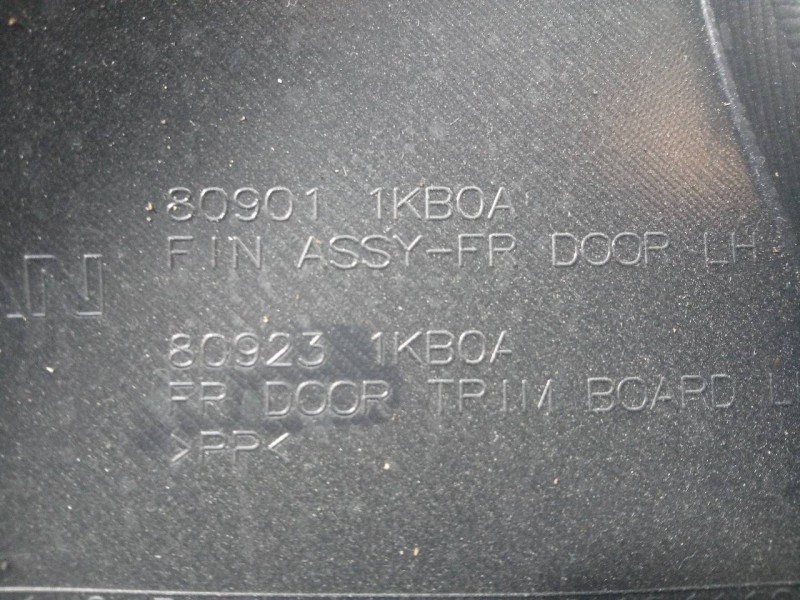 80901 1KB0A
FIN ASSY-FR DOOR LH
80923 1KB0A
FR DOOR TRIM BOARD
>PP<